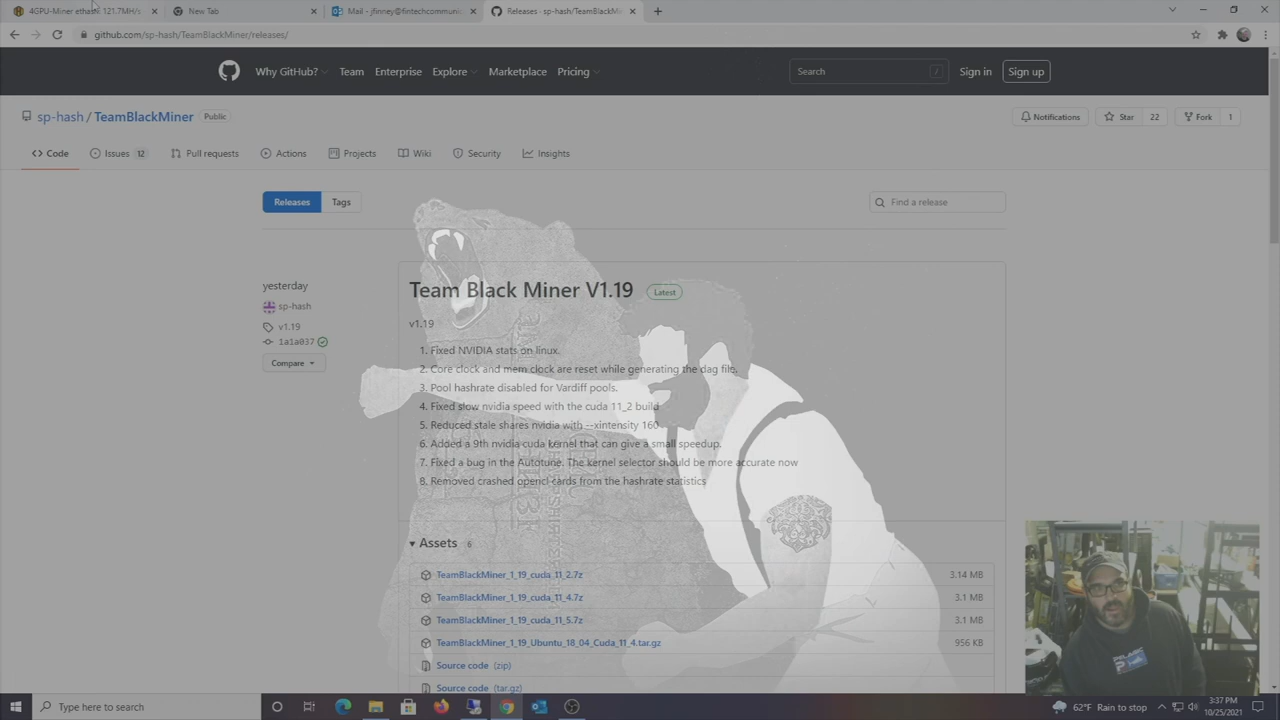 4GPU-Miner ethash 121.7MH/s
New Tab
Mail - jfinney@fintechcommuni
Releases · sp-hash/TeamBlackMi
github.com/sp-hash/TeamBlackMiner/releases/
Why GitHub?
Team
Enterprise
Explore
Marketplace
Pricing
Search
/
Sign in
Sign up
sp-hash / TeamBlackMiner
Public
Notifications
Star
22
Fork
1
Code
Issues
12
Pull requests
Actions
Projects
Wiki
Security
Insights
Releases
Tags
Find a release
yesterday
sp-hash
v1.19
1a1a037
Compare
Team Black Miner V1.19
Latest
v1.19
1. Fixed NVIDIA stats on linux.
2. Core clock and mem clock are reset while generating the dag file.
3. Pool hashrate disabled for Vardiff pools.
4. Fixed slow nvidia speed with the cuda 11_2 build
5. Reduced stale shares nvidia with --xintensity 160
6. Added a 9th nvidia cuda kernel that can give a small speedup.
7. Fixed a bug in the Autotune. The kernel selector should be more accurate now
8. Removed crashed opencl cards from the hashrate statistics
Assets
6
TeamBlackMiner_1_19_cuda_11_2.7z
3.14 MB
TeamBlackMiner_1_19_cuda_11_4.7z
3.1 MB
TeamBlackMiner_1_19_cuda_11_5.7z
3.1 MB
TeamBlackMiner_1_19_Ubuntu_18_04_Cuda_11_4.tar.gz
956 KB
Source code (zip)
Source code (tar.gz)
PELAGIC
Type here to search
62°F Rain to stop
3:37 PM
10/25/2021